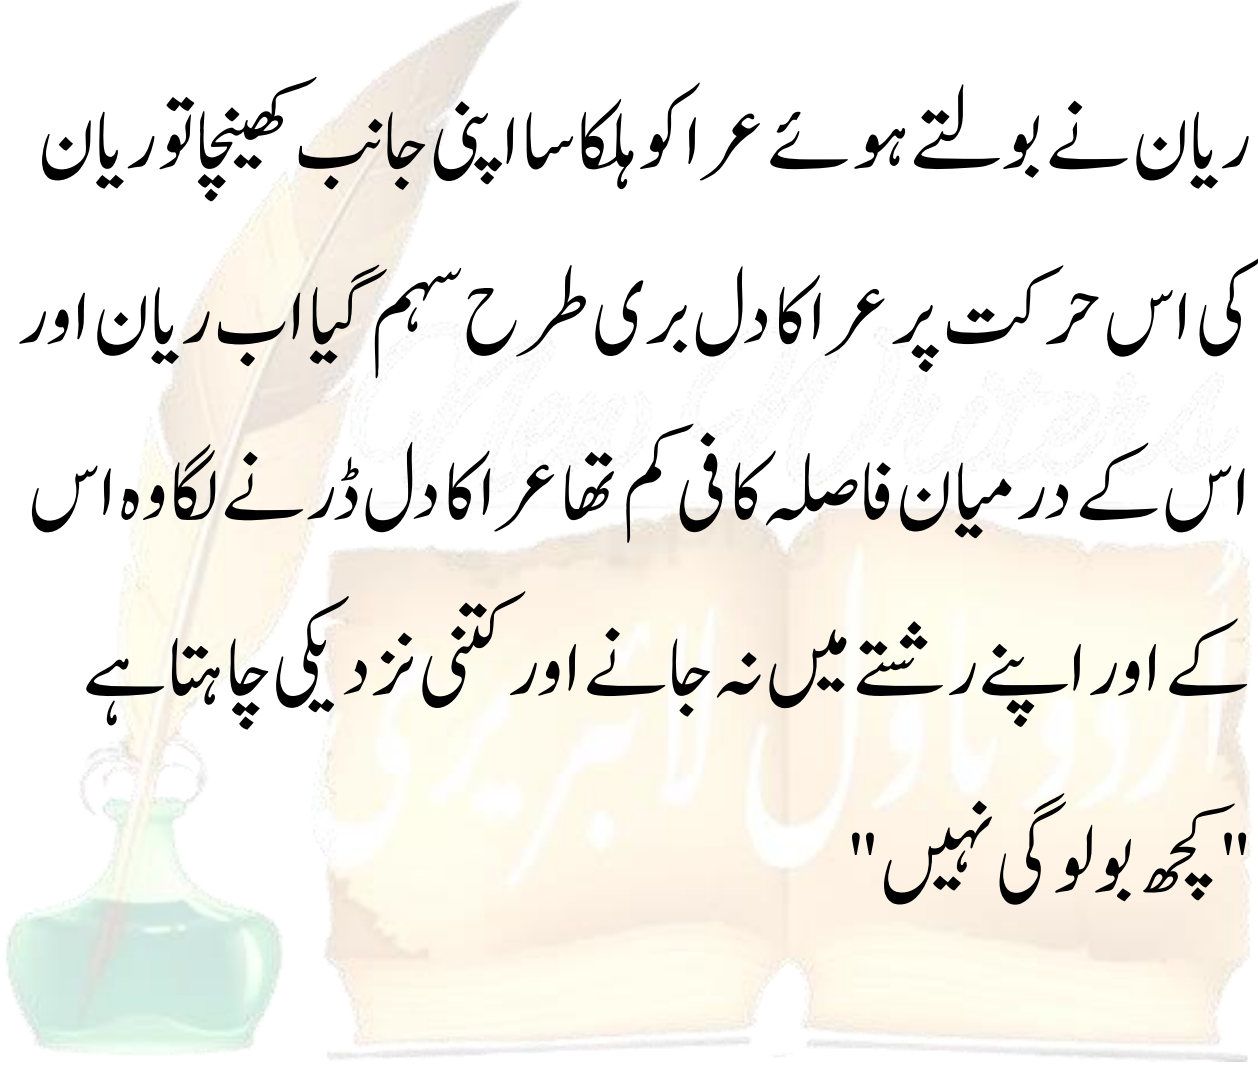 ریان نے بولتے ہوئے عرا کو ہلکا سا اپنی جانب کھینچا تو ریان
کی اس حرکت پر عرا کا دل بری طرح سہم گیا اب ریان اور
اس کے درمیان فاصلہ کافی کم تھا عرا کا دل ڈرنے لگا وہ اس
کے اور اپنے رشتے میں نہ جانے اور کتنی نزدیکی چاہتا ہے
"کچھ بولو گی نہیں"
اُردو ناول لائبریری